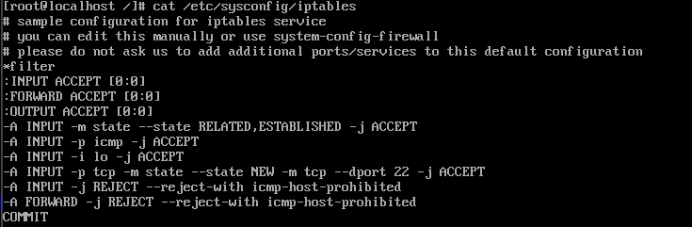 [root@localhost /]# cat /etc/sysconfig/iptables
# sample configuration for iptables service
# you can edit this manually or use system-config-firewall
# please do not ask us to add additional ports/services to this default configuration
*filter
:INPUT ACCEPT [0:0]
:FORWARD ACCEPT [0:0]
:OUTPUT ACCEPT [0:0]
-A INPUT -m state --state RELATED,ESTABLISHED -j ACCEPT
-A INPUT -p icmp -j ACCEPT
-A INPUT -i lo -j ACCEPT
-A INPUT -p tcp -m state --state NEW -m tcp --dport 22 -j ACCEPT
-A INPUT -j REJECT --reject-with icmp-host-prohibited
-A FORWARD -j REJECT --reject-with icmp-host-prohibited
COMMIT